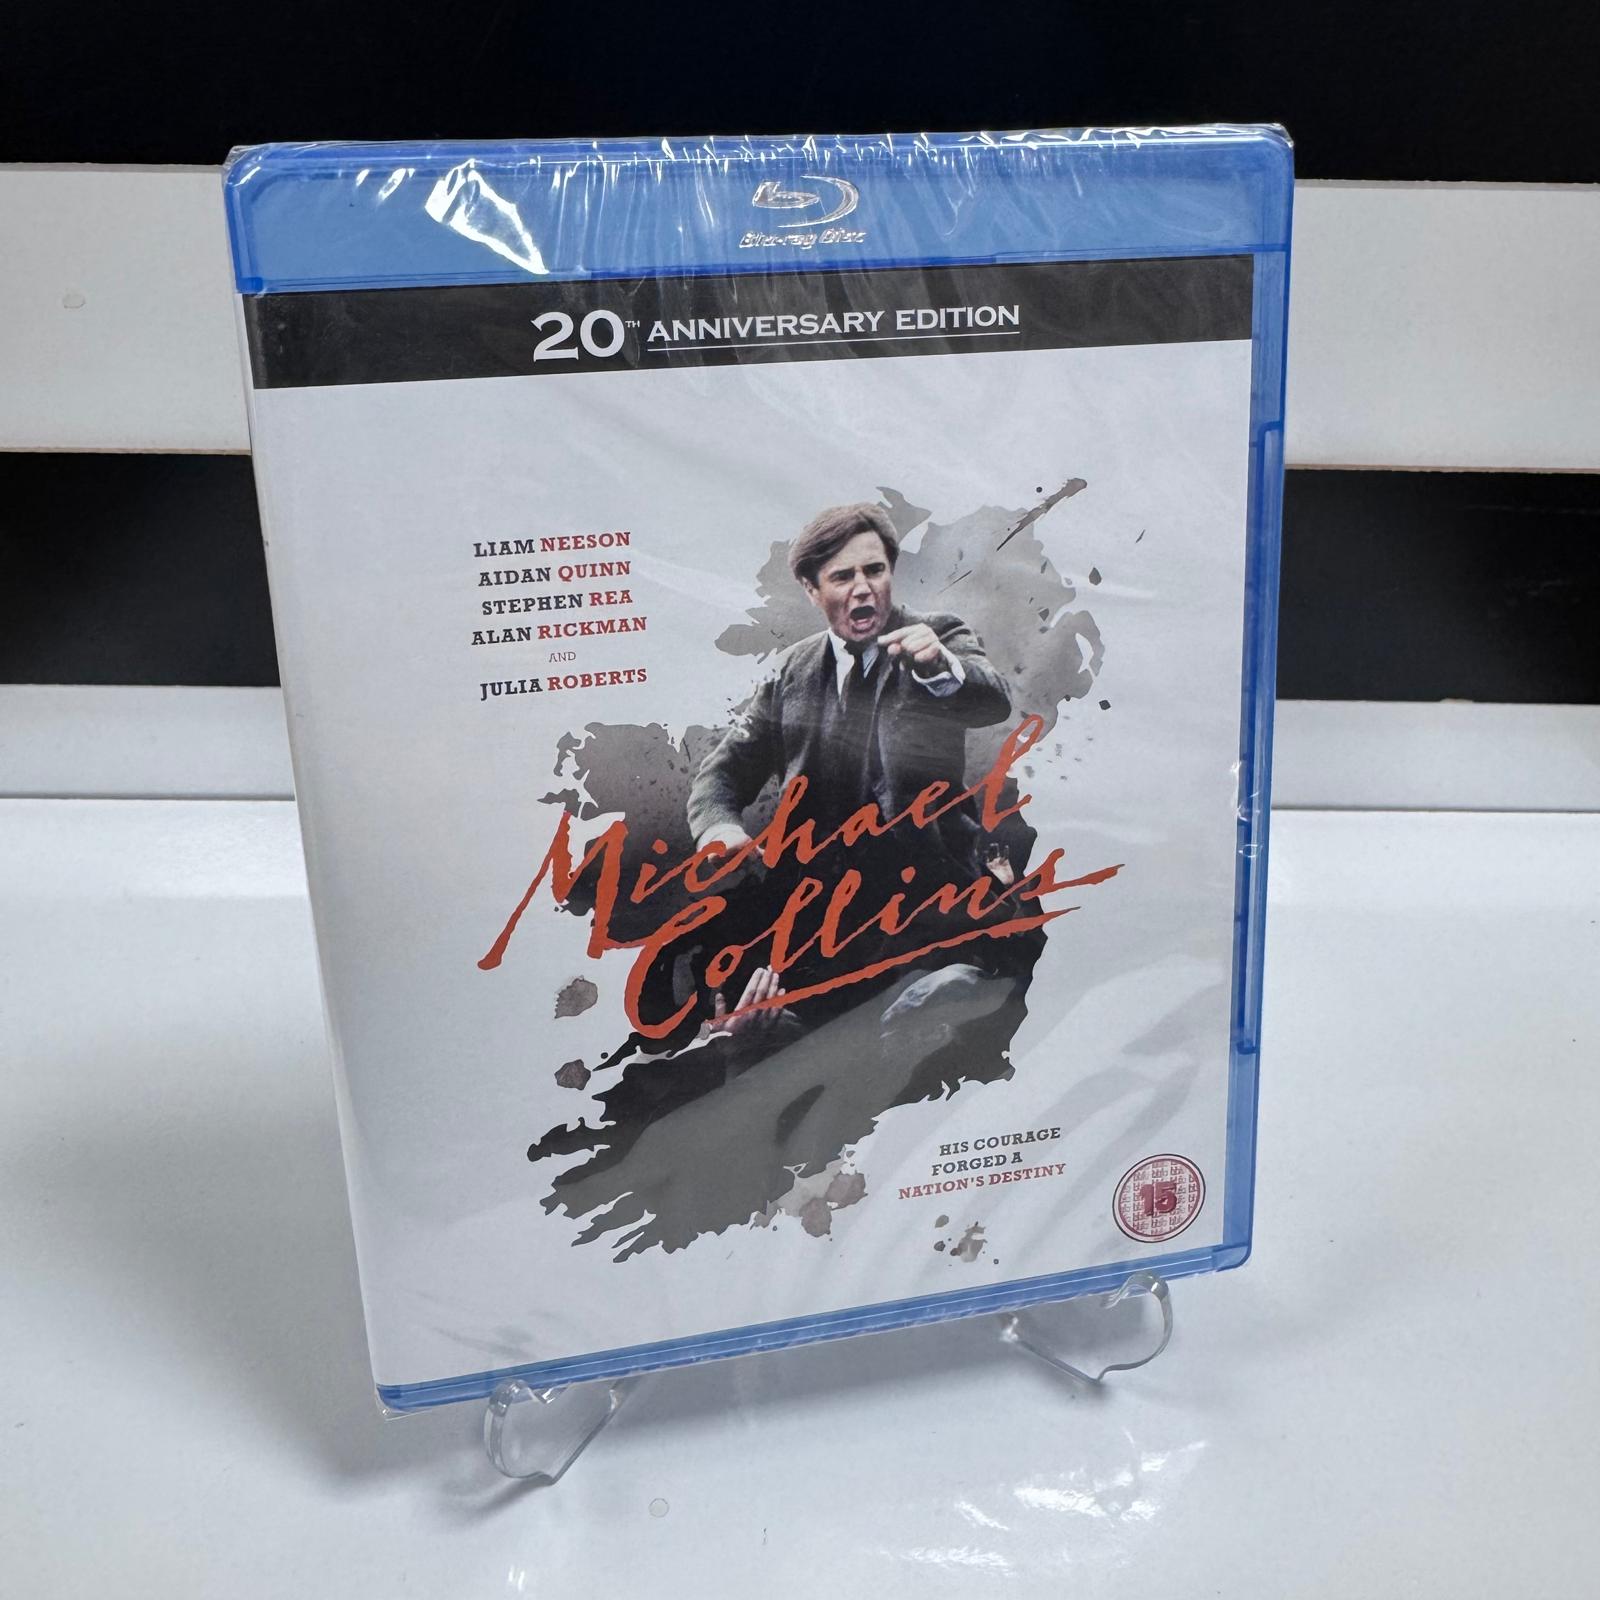 Blu-ray Disc
20TH ANNIVERSARY EDITION
LIAM NEESON
AIDAN QUINN
STEPHEN REA
ALAN RICKMAN
AND
JULIA ROBERTS
Michael
Collins
HIS COURAGE
FORGED A
NATION'S DESTINY
15